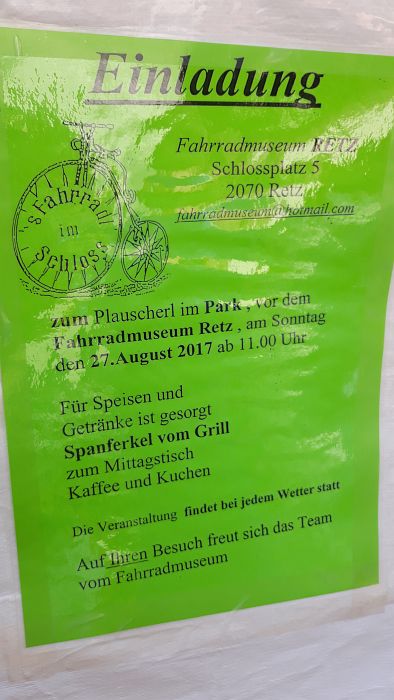 Einladung
Fahrradmuseum RETZ
Schlossplatz 5
2070 Retz
fahrradmuseum@hotmail.com
s'Fahrradl
im
Schloss
zum Plauscherl im Park , vor dem
Fahrradmuseum Retz , am Sonntag
den 27.August 2017 ab 11.00 Uhr
Für Speisen und
Getränke ist gesorgt
Spanferkel vom Grill
zum Mittagstisch
Kaffee und Kuchen
Die Veranstaltung findet bei jedem Wetter statt
Auf Ihren Besuch freut sich das Team
vom Fahrradmuseum